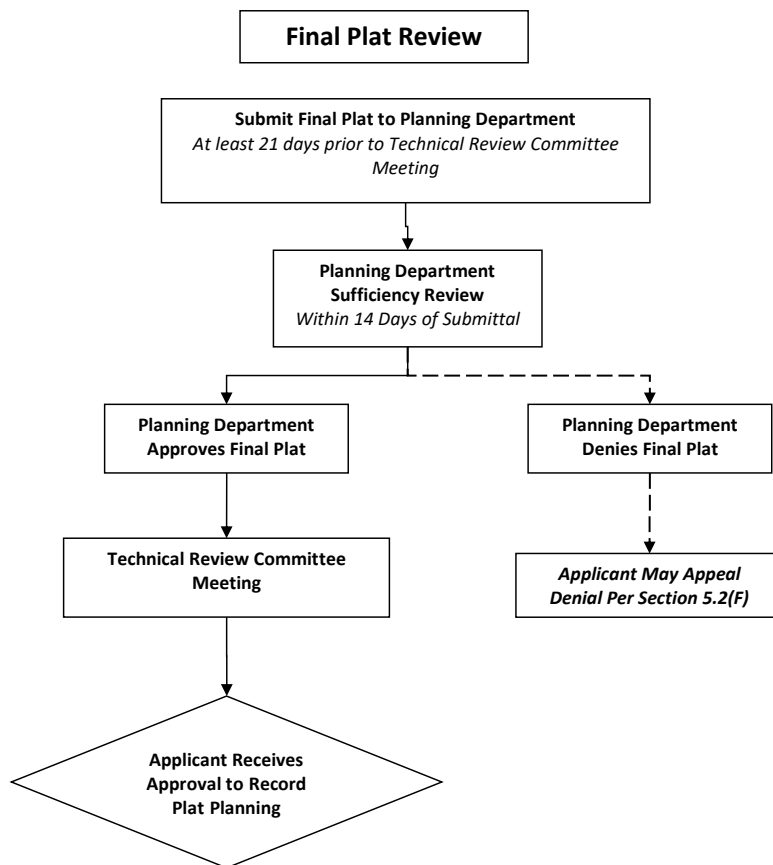 Final Plat Review
Submit Final Plat to Planning Department
At least 21 days prior to Technical Review Committee
Meeting
Planning Department
Sufficiency Review
Within 14 Days of Submittal
Planning Department
Approves Final Plat
Planning Department
Denies Final Plat
Technical Review Committee
Meeting
Applicant May Appeal
Denial Per Section 5.2(F)
Applicant Receives
Approval to Record
Plat Planning